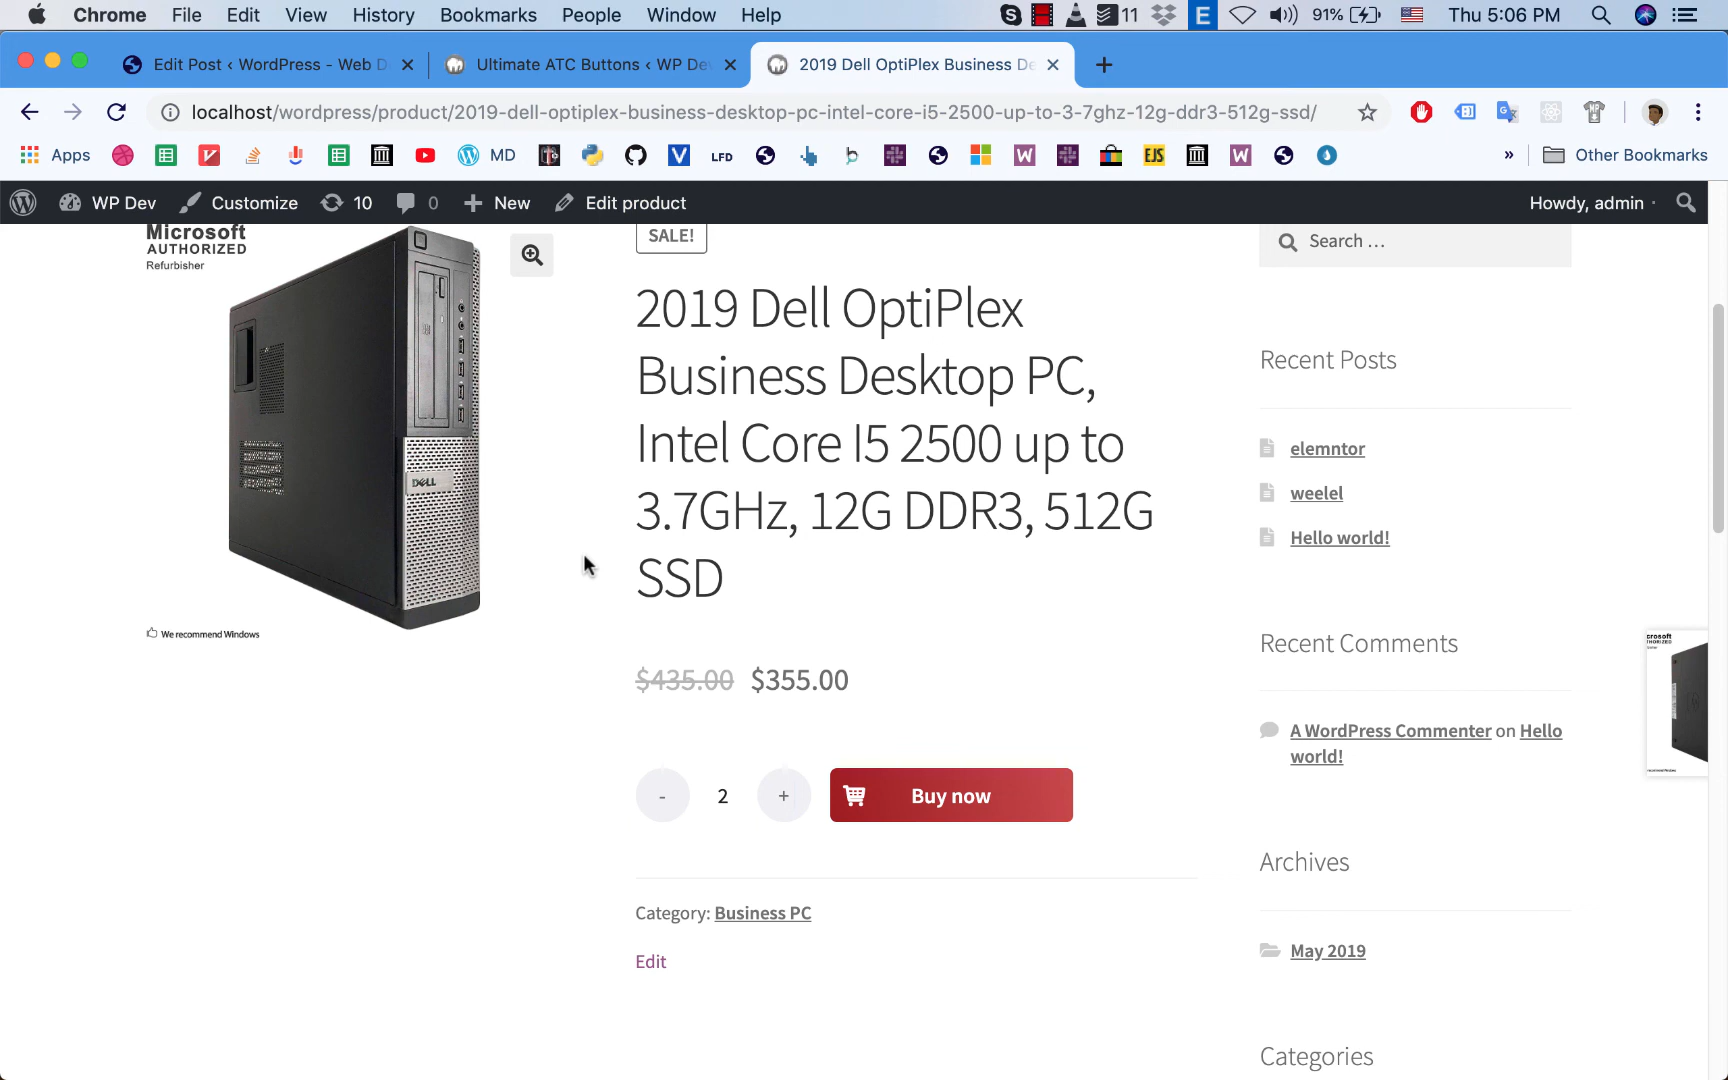 Chrome File Edit View History Bookmarks People Window Help 11 E 91% Thu 5:06 PM
Edit Post ‹ WordPress - Web D
Ultimate ATC Buttons ‹ WP De
2019 Dell OptiPlex Business De
localhost/wordpress/product/2019-dell-optiplex-business-desktop-pc-intel-core-i5-2500-up-to-3-7ghz-12g-ddr3-512g-ssd/
Apps MD LFD EJS W W » Other Bookmarks
WP Dev Customize 10 0 New Edit product Howdy, admin
Microsoft
AUTHORIZED
Refurbisher
DELL
We recommend Windows
SALE!
2019 Dell OptiPlex
Business Desktop PC,
Intel Core I5 2500 up to
3.7GHz, 12G DDR3, 512G
SSD
$435.00 $355.00
- 2 + Buy now
Category: Business PC
Edit
Search …
Recent Posts
elemntor
weelel
Hello world!
Recent Comments
A WordPress Commenter on Hello
world!
Archives
May 2019
Categories
crosoft